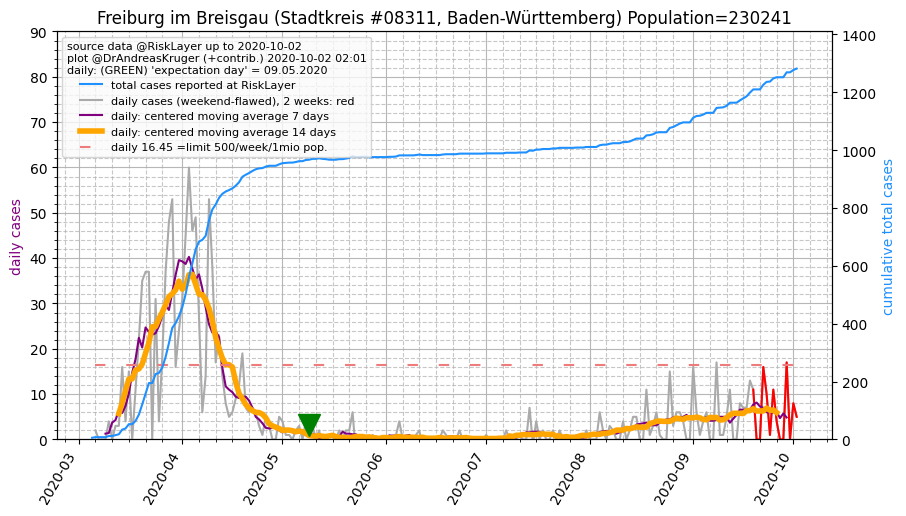 Freiburg im Breisgau (Stadtkreis #08311, Baden-Württemberg) Population=230241
source data @RiskLayer up to 2020-10-02
plot @DrAndreasKruger (+contrib.) 2020-10-02 02:01
daily: (GREEN) 'expectation day' = 09.05.2020
total cases reported at RiskLayer
daily cases (weekend-flawed), 2 weeks: red
daily: centered moving average 7 days
daily: centered moving average 14 days
daily 16.45 =limit 500/week/1mio pop.
daily cases
90
80
70
60
50
40
30
20
10
0
1400
1200
1000
800
600
400
200
0
cumulative total cases
2020-03
2020-04
2020-05
2020-06
2020-07
2020-08
2020-09
2020-10